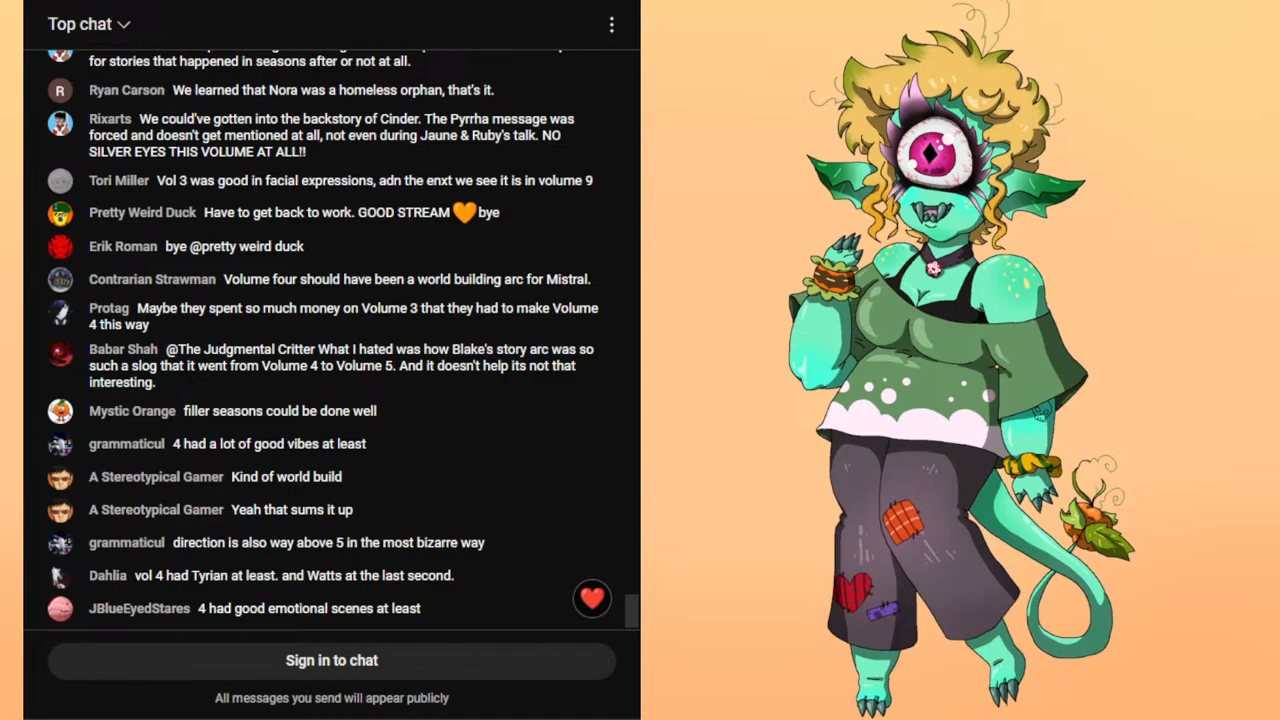 Top chat
for stories that happened in seasons after or not at all.
R
Ryan Carson We learned that Nora was a homeless orphan, that's it.
Rixarts We could've gotten into the backstory of Cinder. The Pyrrha message was
forced and doesn't get mentioned at all, not even during Jaune & Ruby's talk. NO
SILVER EYES THIS VOLUME AT ALL!!
Tori Miller Vol 3 was good in facial expressions, adn the enxt we see it is in volume 9
Pretty Weird Duck Have to get back to work. GOOD STREAM 🧡 bye
Erik Roman bye @pretty weird duck
Contrarian Strawman Volume four should have been a world building arc for Mistral.
Protag Maybe they spent so much money on Volume 3 that they had to make Volume
4 this way
Babar Shah @The Judgmental Critter What I hated was how Blake's story arc was so
such a slog that it went from Volume 4 to Volume 5. And it doesn't help its not that
interesting.
Mystic Orange filler seasons could be done well
grammaticul 4 had a lot of good vibes at least
A Stereotypical Gamer Kind of world build
A Stereotypical Gamer Yeah that sums it up
grammaticul direction is also way above 5 in the most bizarre way
Dahlia vol 4 had Tyrian at least. and Watts at the last second.
JBlueEyedStares 4 had good emotional scenes at least
Sign in to chat
All messages you send will appear publicly